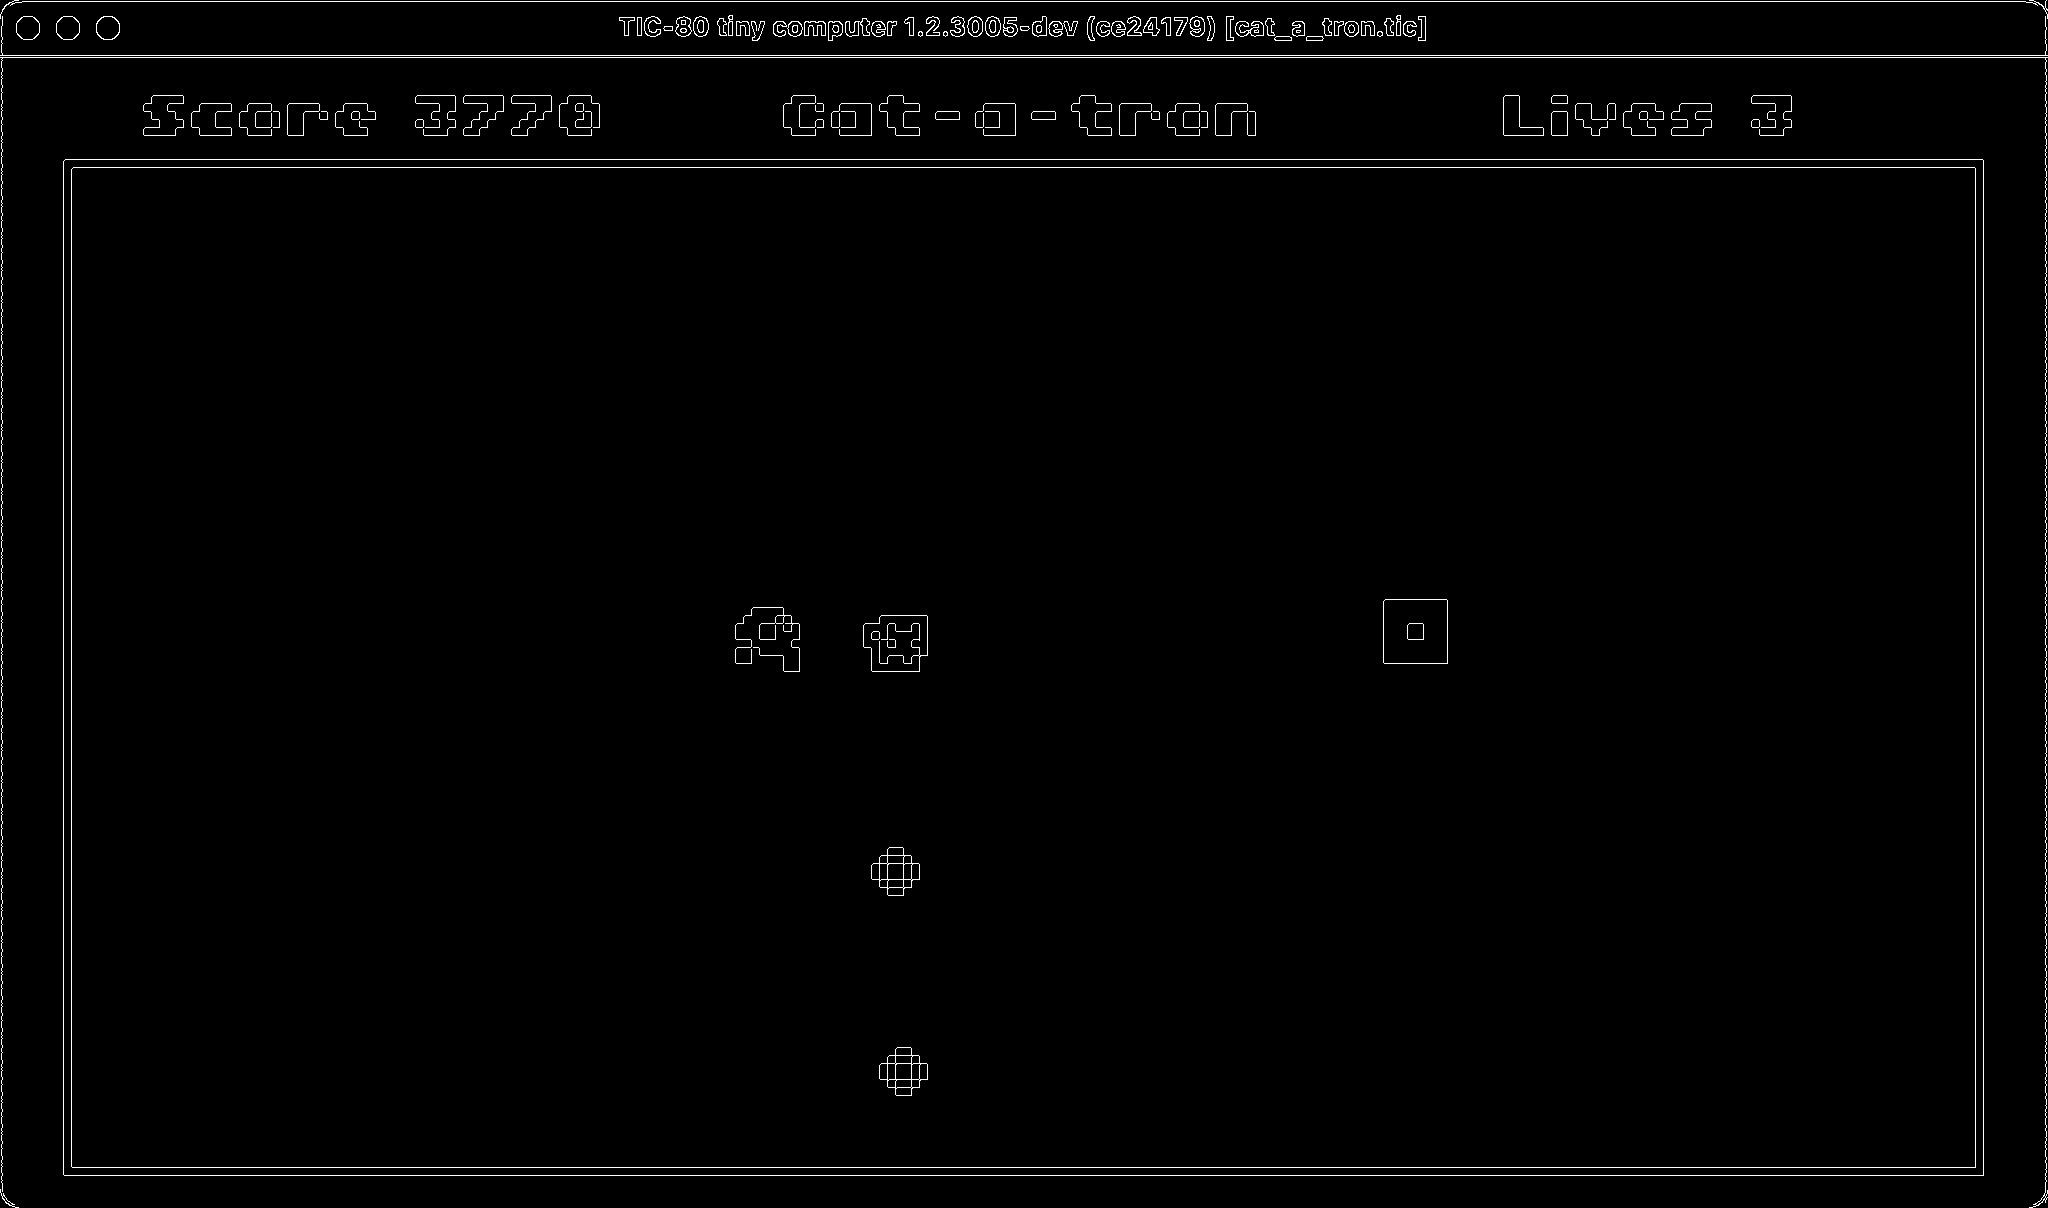 TIC-80 tiny computer 1.2.3005-dev (ce24179) [cat_a_tron.tic]
Score 3770 Cat-a-tron Lives 3